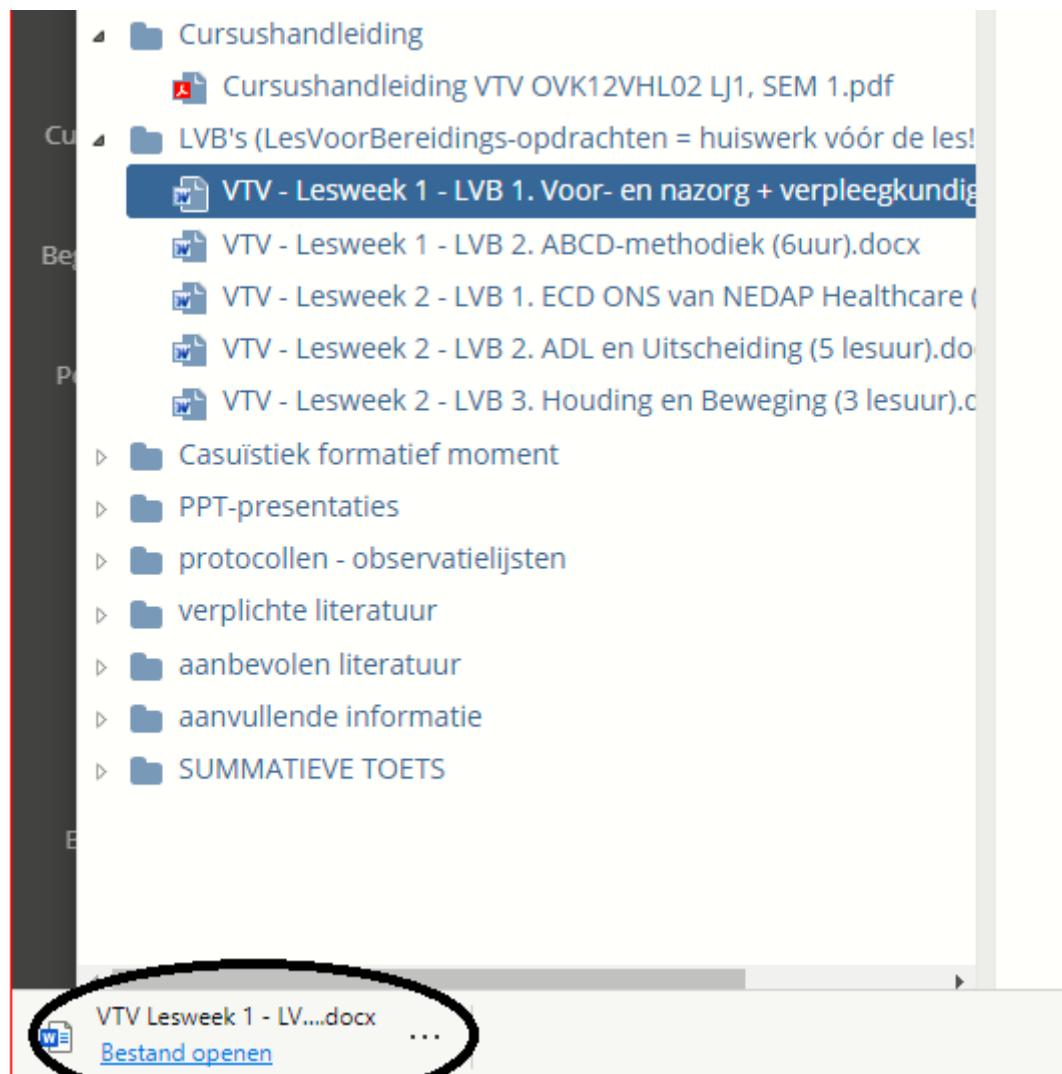 Cursushandleiding
Cursushandleiding VTV OVK12VHL02 LJ1, SEM 1.pdf
Cu
LVB's (LesVoorBereidings-opdrachten = huiswerk vóór de les!
VTV - Lesweek 1 - LVB 1. Voor- en nazorg + verpleegkundig
VTV - Lesweek 1 - LVB 2. ABCD-methodiek (6uur).docx
Beg
VTV - Lesweek 2 - LVB 1. ECD ONS van NEDAP Healthcare (
VTV - Lesweek 2 - LVB 2. ADL en Uitscheiding (5 lesuur).do
VTV - Lesweek 2 - LVB 3. Houding en Beweging (3 lesuur).d
Casuïstiek formatief moment
PPT-presentaties
protocollen - observatielijsten
verplichte literatuur
aanbevolen literatuur
aanvullende informatie
SUMMATIEVE TOETS
VTV Lesweek 1 - LV....docx
...
Bestand openen